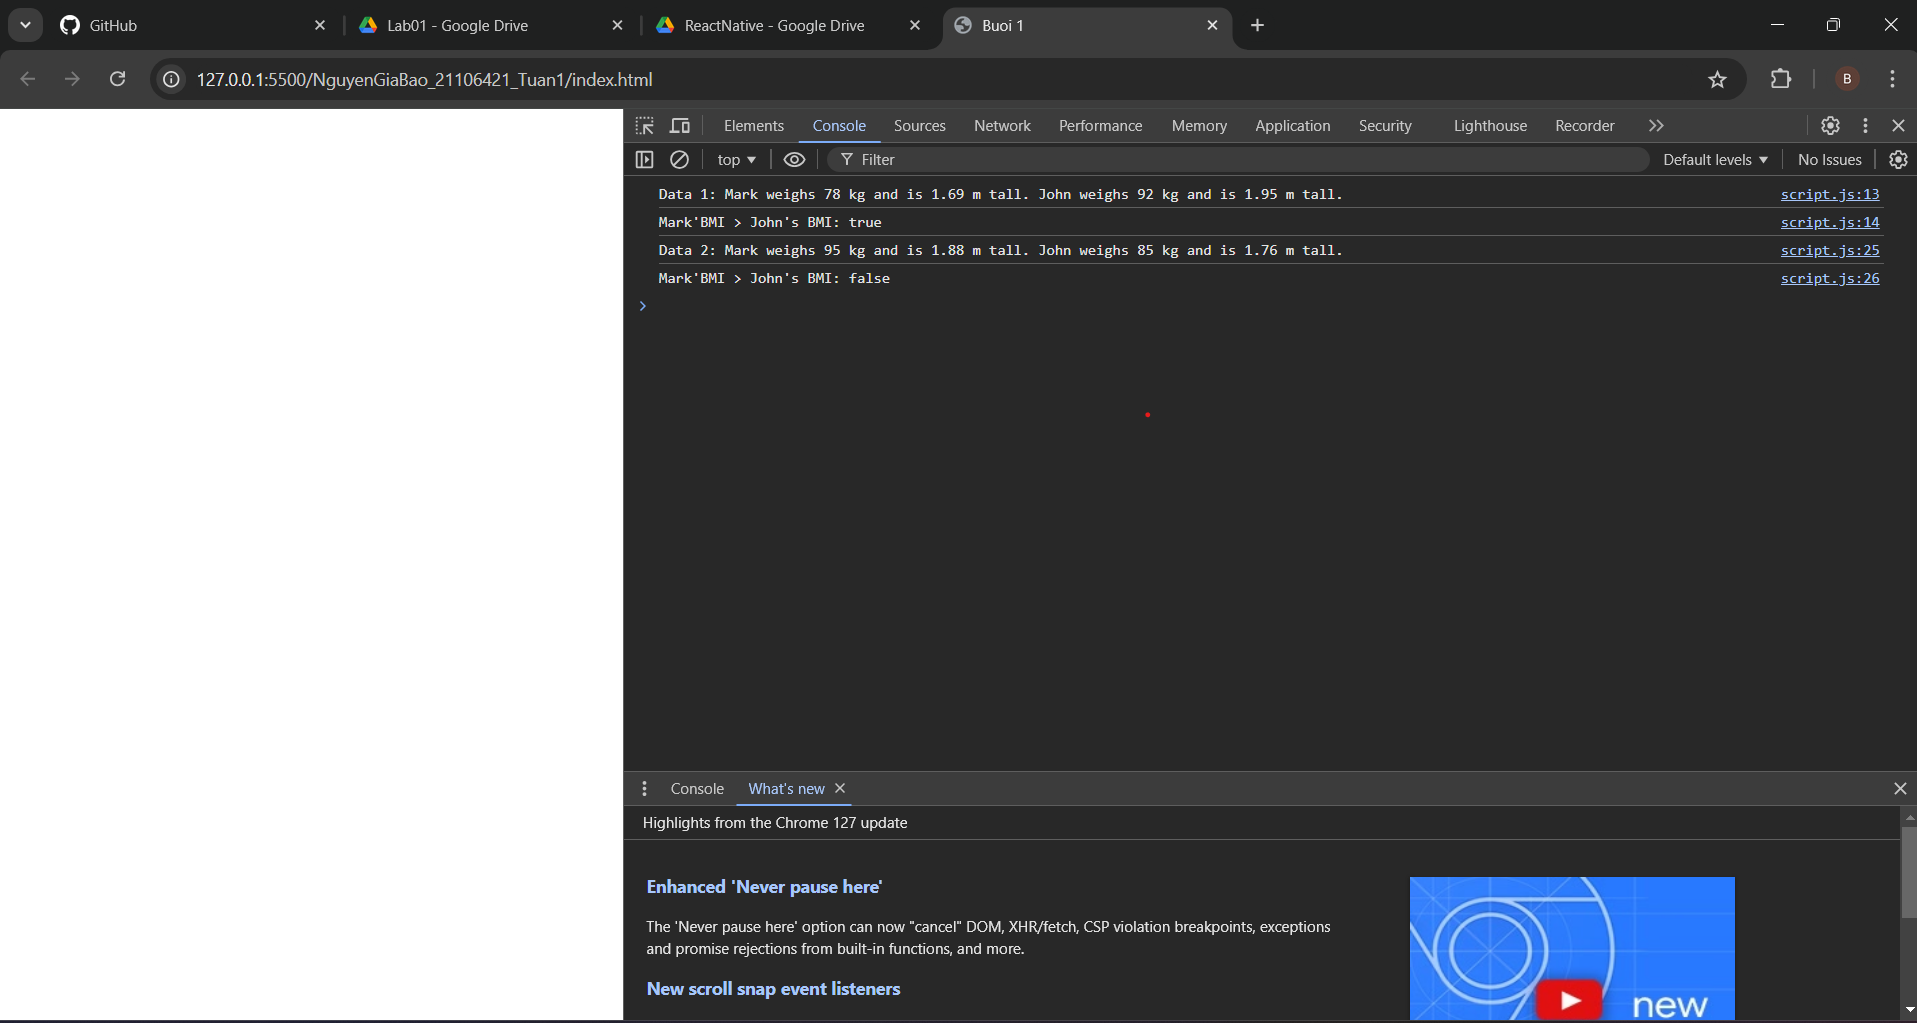 GitHub
Lab01 - Google Drive
ReactNative - Google Drive
Buoi 1
127.0.0.1:5500/NguyenGiaBao_21106421_Tuan1/index.html
B
Elements Console Sources Network Performance Memory Application Security Lighthouse Recorder
top Filter Default levels No Issues
Data 1: Mark weighs 78 kg and is 1.69 m tall. John weighs 92 kg and is 1.95 m tall. script.js:13
Mark'BMI > John's BMI: true script.js:14
Data 2: Mark weighs 95 kg and is 1.88 m tall. John weighs 85 kg and is 1.76 m tall. script.js:25
Mark'BMI > John's BMI: false script.js:26
Console What's new
Highlights from the Chrome 127 update
Enhanced 'Never pause here'
The 'Never pause here' option can now "cancel" DOM, XHR/fetch, CSP violation breakpoints, exceptions
and promise rejections from built-in functions, and more.
New scroll snap event listeners
new